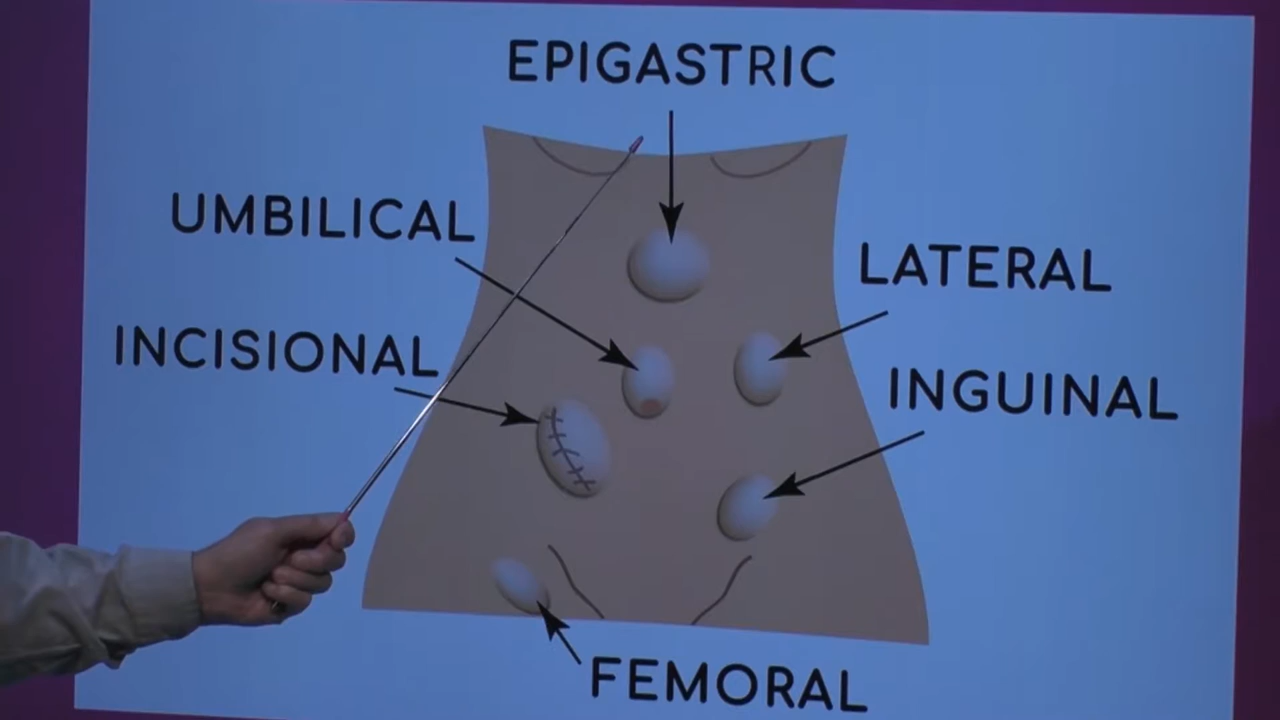 EPIGASTRIC
UMBILICAL
LATERAL
INCISIONAL
INGUINAL
FEMORAL